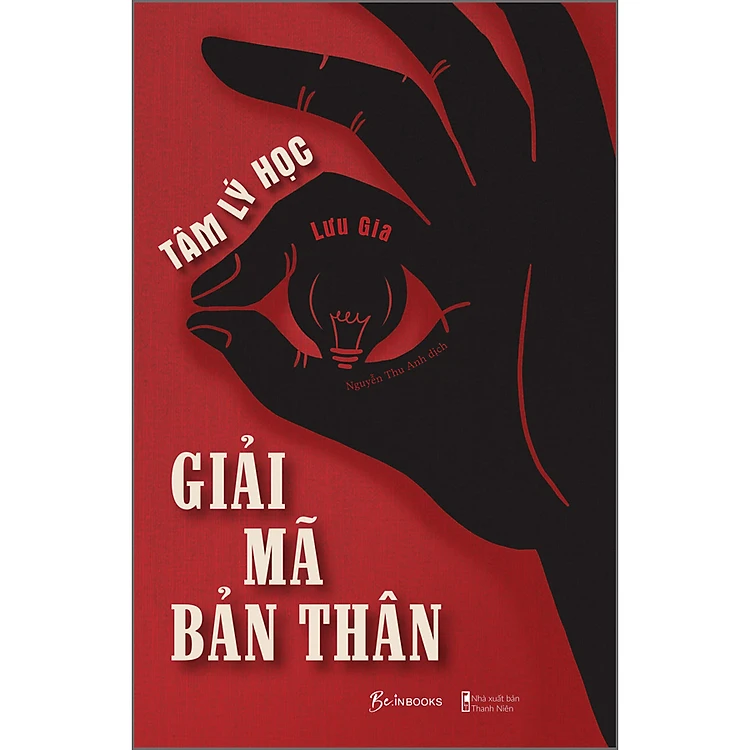 TÂM LÝ HỌC
Lưu Gia
Nguyễn Thu Anh dịch
GIẢI
MÃ
BẢN THÂN
Be.INBOOKS
Nhà xuất bản
Thanh Niên